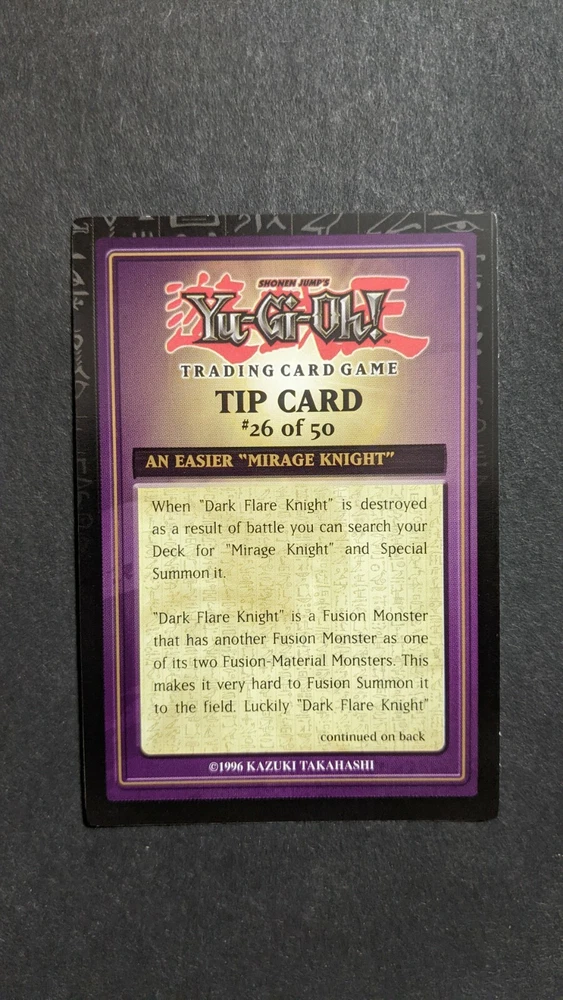 SHONEN JUMP'S
遊戯王
Yu-Gi-Oh!
™
TRADING CARD GAME
TIP CARD
#26 of 50
AN EASIER "MIRAGE KNIGHT"
When "Dark Flare Knight" is destroyed
as a result of battle you can search your
Deck for "Mirage Knight" and Special
Summon it.
"Dark Flare Knight" is a Fusion Monster
that has another Fusion Monster as one
of its two Fusion-Material Monsters. This
makes it very hard to Fusion Summon it
to the field. Luckily "Dark Flare Knight"
continued on back
©1996 KAZUKI TAKAHASHI